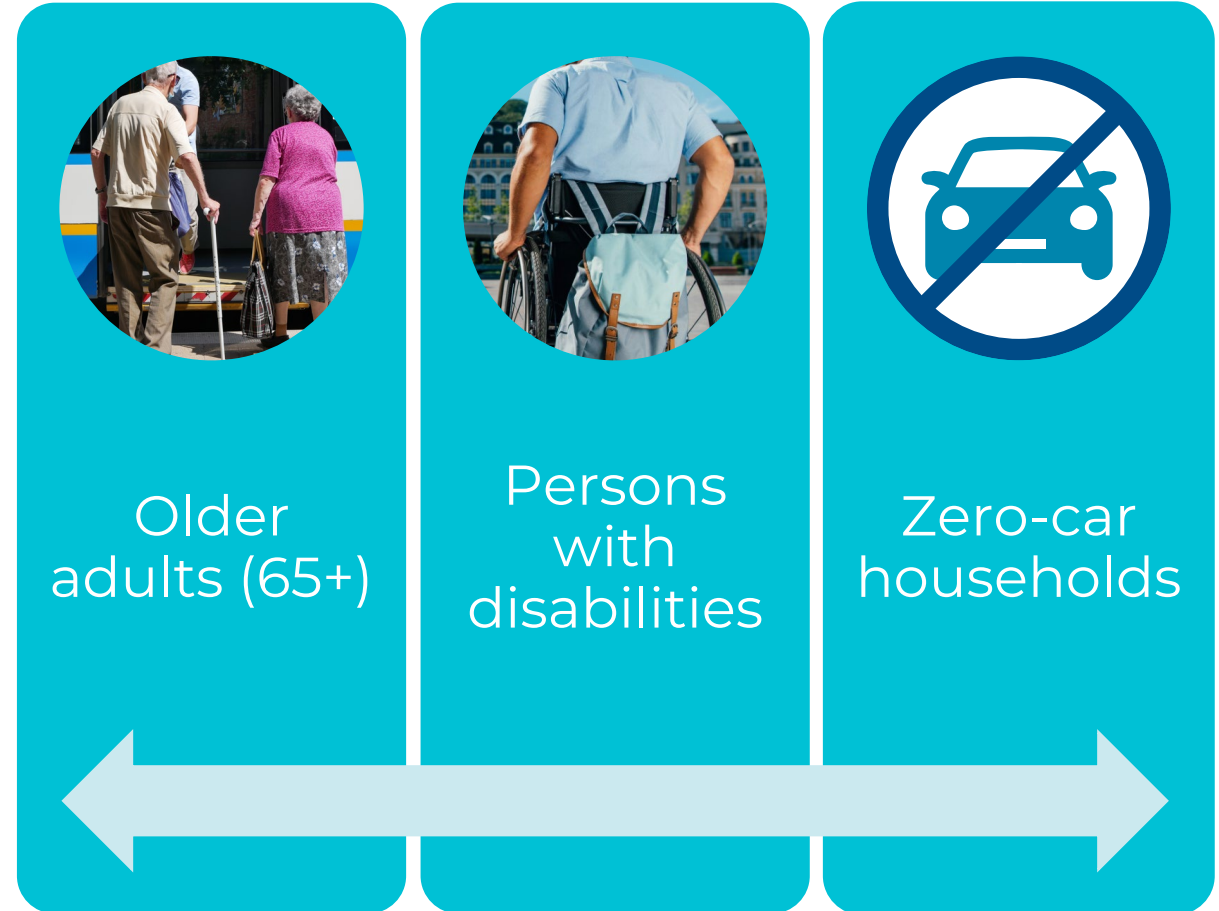 Older
adults (65+)
Persons
with
disabilities
Zero-car
households